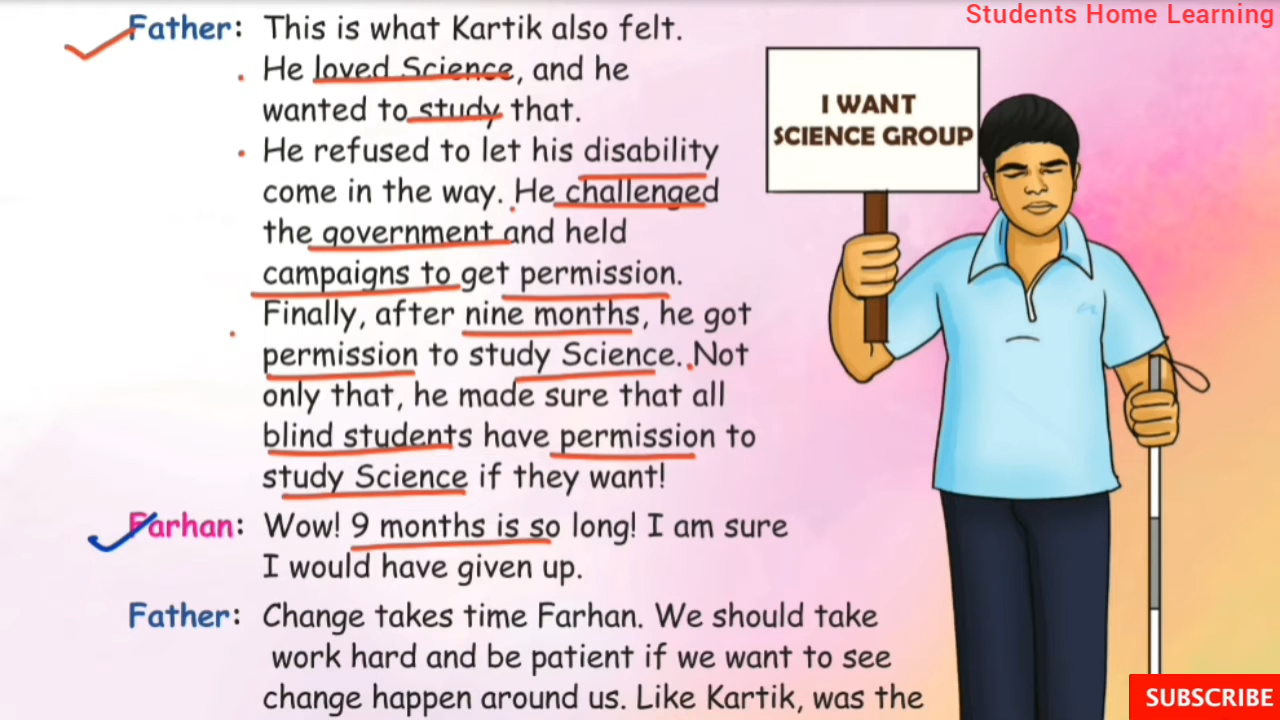 Students Home Learning
Father: This is what Kartik also felt.
He loved Science, and he
wanted to study that.
He refused to let his disability
come in the way. He challenged
the government and held
campaigns to get permission.
Finally, after nine months, he got
permission to study Science. Not
only that, he made sure that all
blind students have permission to
study Science if they want!
Farhan: Wow! 9 months is so long! I am sure
I would have given up.
Father: Change takes time Farhan. We should take
work hard and be patient if we want to see
change happen around us. Like Kartik, was the
I WANT
SCIENCE GROUP
SUBSCRIBE